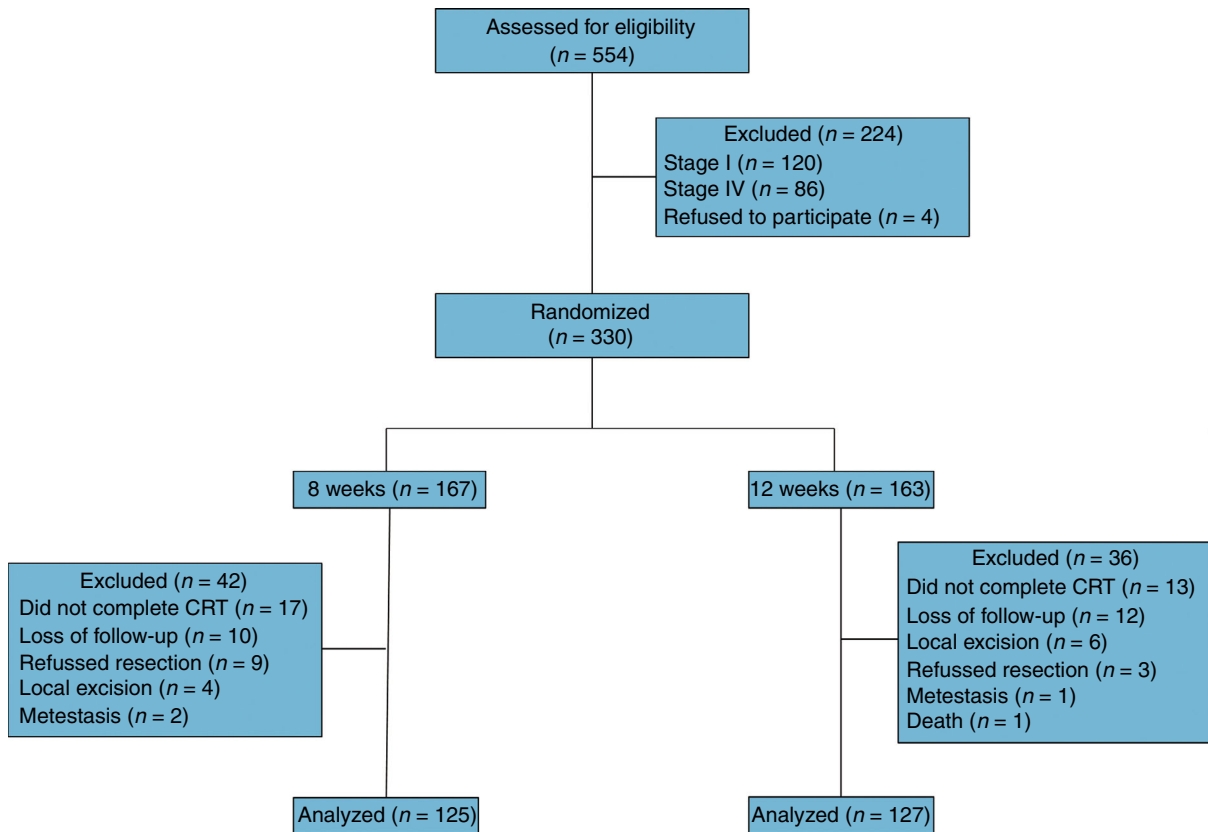 Assessed for eligibility
(n = 554)
Excluded (n = 224)
Stage I (n = 120)
Stage IV (n = 86)
Refused to participate (n = 4)
Randomized
(n = 330)
8 weeks (n = 167)
12 weeks (n = 163)
Excluded (n = 42)
Did not complete CRT (n = 17)
Loss of follow-up (n = 10)
Refussed resection (n = 9)
Local excision (n = 4)
Metestasis (n = 2)
Excluded (n = 36)
Did not complete CRT (n = 13)
Loss of follow-up (n = 12)
Local excision (n = 6)
Refussed resection (n = 3)
Metestasis (n = 1)
Death (n = 1)
Analyzed (n = 125)
Analyzed (n = 127)